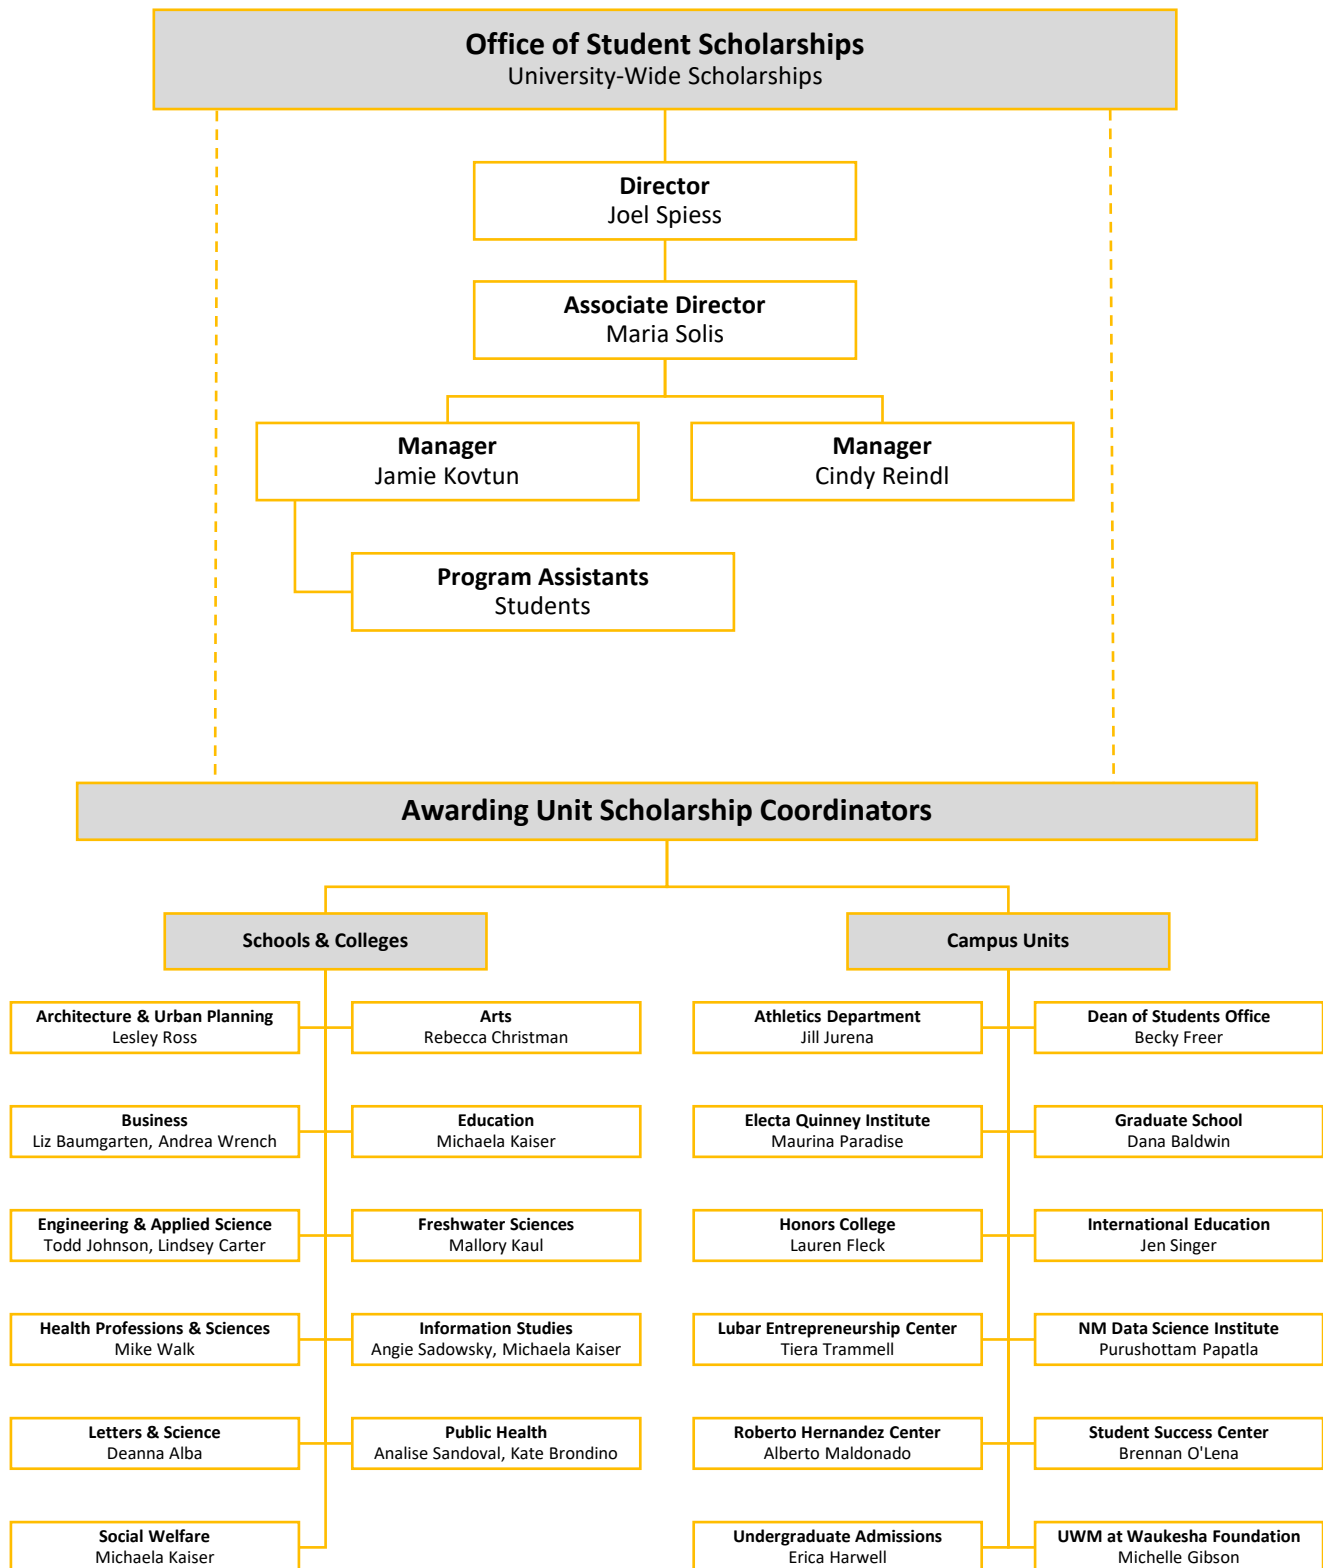 Office of Student Scholarships
University-Wide Scholarships
Director
Joel Spiess
Associate Director
Maria Solis
Manager
Jamie Kovtun
Manager
Cindy Reindl
Program Assistants
Students
Awarding Unit Scholarship Coordinators
Schools & Colleges
Campus Units
Architecture & Urban Planning
Lesley Ross
Arts
Rebecca Christman
Athletics Department
Jill Jurena
Dean of Students Office
Becky Freer
Business
Liz Baumgarten, Andrea Wrench
Education
Michaela Kaiser
Electa Quinney Institute
Maurina Paradise
Graduate School
Dana Baldwin
Engineering & Applied Science
Todd Johnson, Lindsey Carter
Freshwater Sciences
Mallory Kaul
Honors College
Lauren Fleck
International Education
Jen Singer
Health Professions & Sciences
Mike Walk
Information Studies
Angie Sadowsky, Michaela Kaiser
Lubar Entrepreneurship Center
Tiera Trammell
NM Data Science Institute
Purushottam Papatla
Letters & Science
Deanna Alba
Public Health
Analise Sandoval, Kate Brondino
Roberto Hernandez Center
Alberto Maldonado
Student Success Center
Brennan O'Lena
Social Welfare
Michaela Kaiser
Undergraduate Admissions
Erica Harwell
UWM at Waukesha Foundation
Michelle Gibson